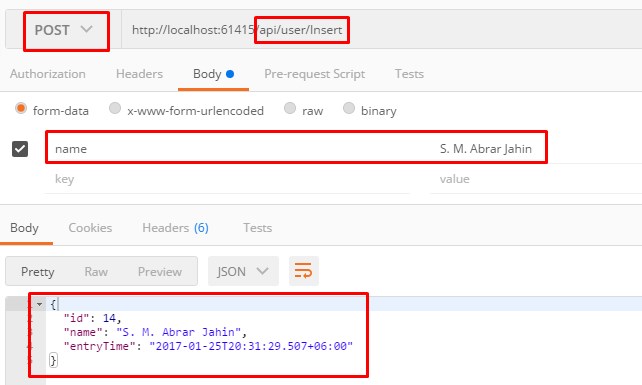 POST http://localhost:61415/api/user/Insert
Authorization Headers Body Pre-request Script Tests
form-data x-www-form-urlencoded raw binary
name S. M. Abrar Jahin
key value
Body Cookies Headers (6) Tests
Pretty Raw Preview JSON
1 {
2 "id": 14,
3 "name": "S. M. Abrar Jahin",
4 "entryTime": "2017-01-25T20:31:29.507+06:00"
5 }